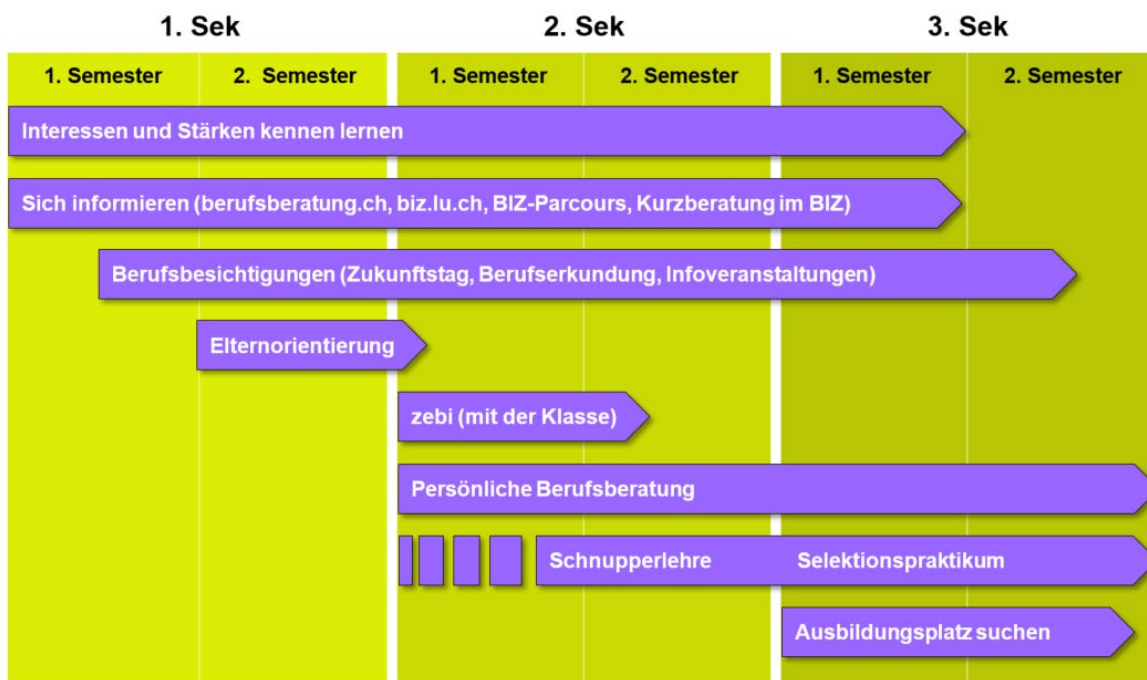 1. Sek 2. Sek 3. Sek
1. Semester 2. Semester 1. Semester 2. Semester 1. Semester 2. Semester
Interessen und Stärken kennen lernen
Sich informieren (berufsberatung.ch, biz.lu.ch, BIZ-Parcours, Kurzberatung im BIZ)
Berufsbesichtigungen (Zukunftstag, Berufserkundung, Infoveranstaltungen)
Elternorientierung
zebi (mit der Klasse)
Persönliche Berufsberatung
Schnupperlehre Selektionspraktikum
Ausbildungsplatz suchen